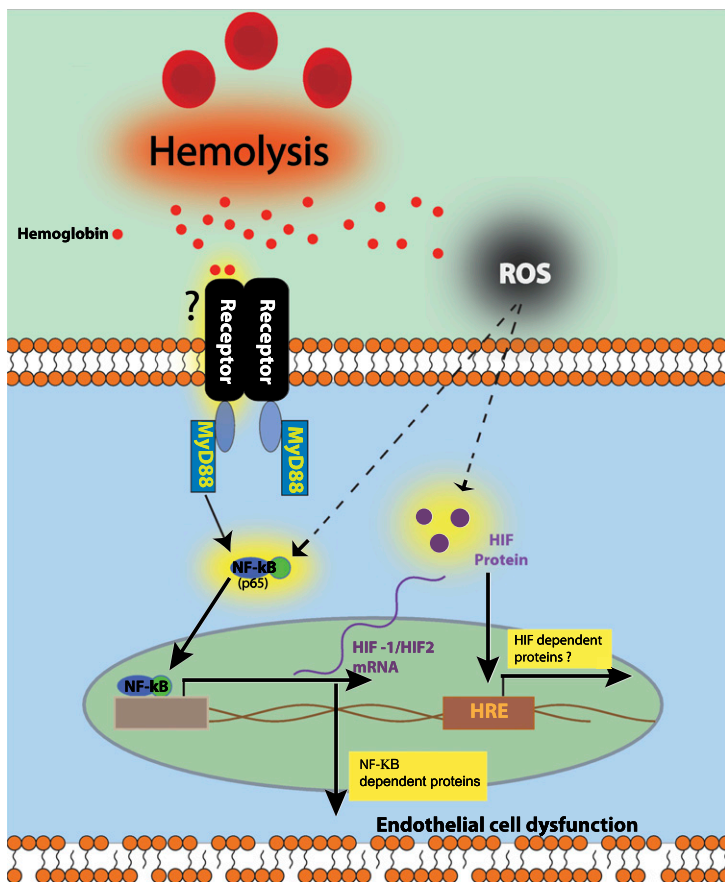 Hemolysis
Hemoglobin
ROS
?
Receptor
Receptor
MyD88
MyD88
NF-kB
(p65)
HIF
Protein
HIF -1/HIF2
mRNA
HIF dependent
proteins ?
NF-kB
HRE
NF-KB
dependent proteins
Endothelial cell dysfunction